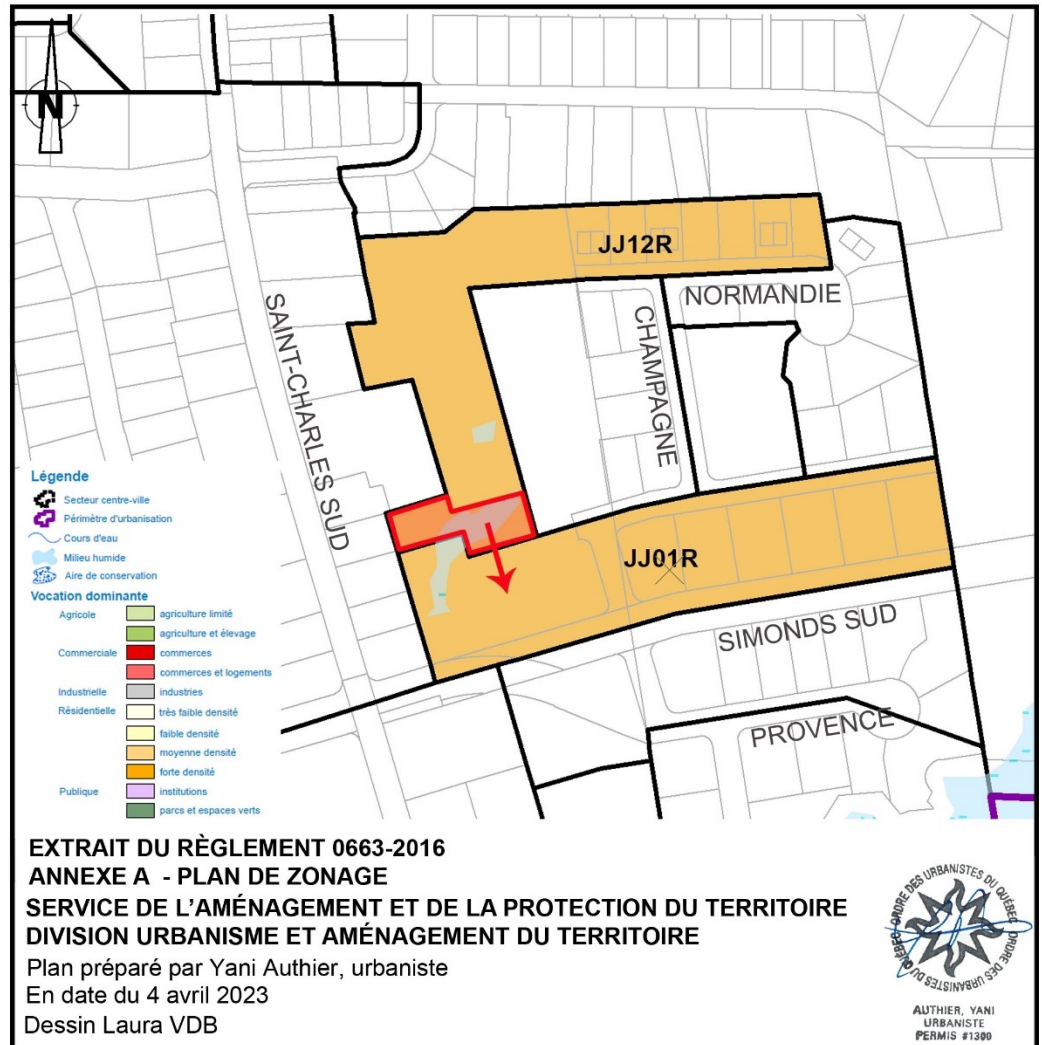 N
JJ12R
NORMANDIE
CHAMPAGNE
SAINT-CHARLES SUD
JJ01R
SIMONDS SUD
PROVENCE
Légende
Secteur centre-ville
Périmètre d'urbanisation
Cours d'eau
Milieu humide
Aire de conservation
Vocation dominante
Agricole agriculture limité
agriculture et élevage
Commerciale commerces
commerces et logements
Industrielle industries
Résidentielle très faible densité
faible densité
moyenne densité
forte densité
Publique institutions
parcs et espaces verts
EXTRAIT DU RÈGLEMENT 0663-2016
ANNEXE A - PLAN DE ZONAGE
SERVICE DE L'AMÉNAGEMENT ET DE LA PROTECTION DU TERRITOIRE
DIVISION URBANISME ET AMÉNAGEMENT DU TERRITOIRE
Plan préparé par Yani Authier, urbaniste
En date du 4 avril 2023
Dessin Laura VDB
ORDRE DES URBANISTES DU QUÉBEC
ORDRE DES URBANISTES DU QUÉBEC
AUTHIER, YANI
URBANISTE
PERMIS #1300